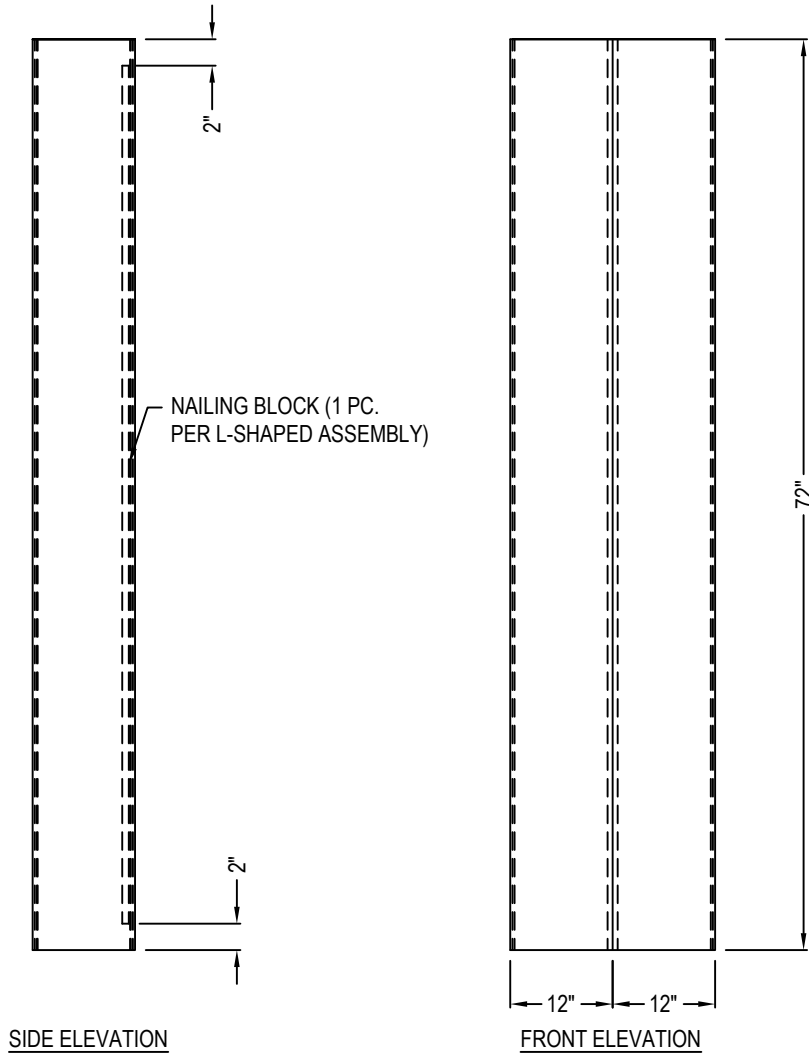 2"
NAILING BLOCK (1 PC.
PER L-SHAPED ASSEMBLY)
72"
2"
12"
12"
SIDE ELEVATION
FRONT ELEVATION